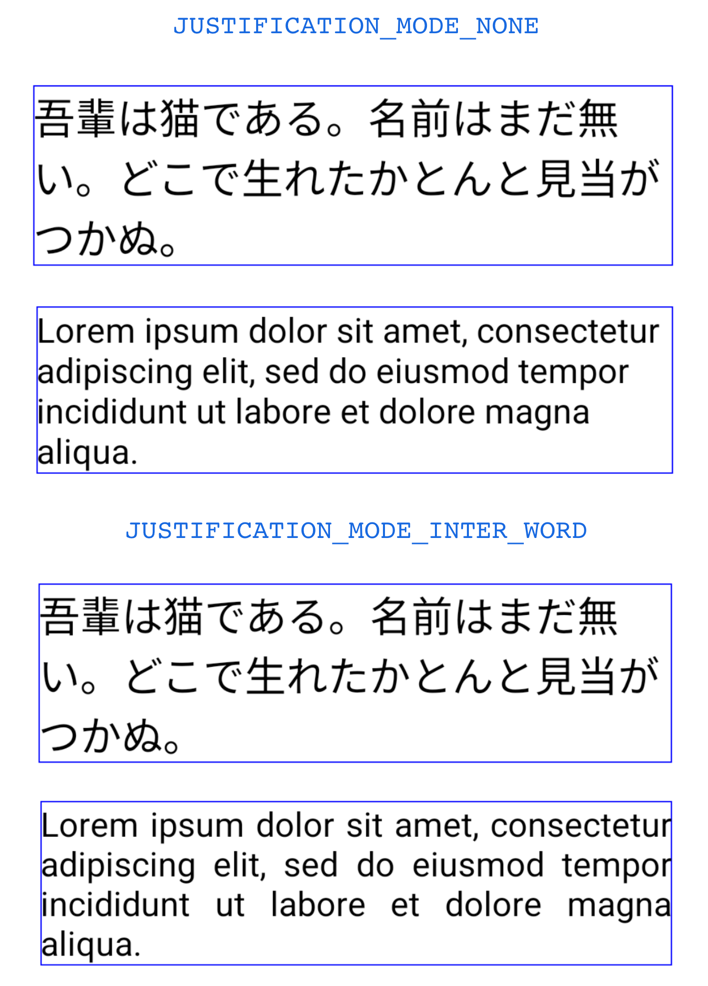 JUSTIFICATION_MODE_NONE
吾輩は猫である。名前はまだ無
い。どこで生れたかとんと見当が
つかぬ。
Lorem ipsum dolor sit amet, consectetur
adipiscing elit, sed do eiusmod tempor
incididunt ut labore et dolore magna
aliqua.
JUSTIFICATION_MODE_INTER_WORD
吾輩は猫である。名前はまだ無
い。どこで生れたかとんと見当が
つかぬ。
Lorem ipsum dolor sit amet, consectetur
adipiscing elit, sed do eiusmod tempor
incididunt ut labore et dolore magna
aliqua.